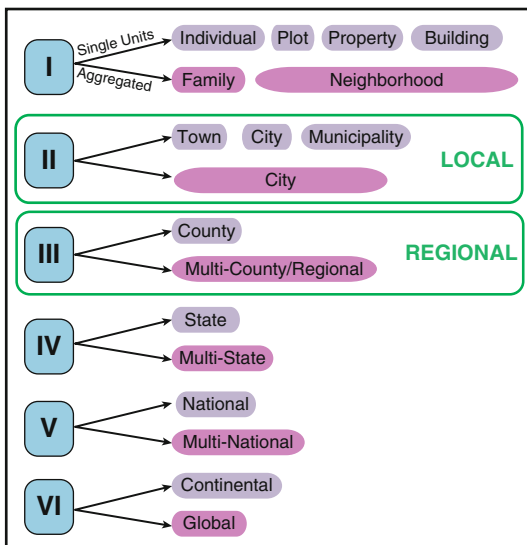 I
Single Units
Aggregated
Individual Plot Property Building
Family Neighborhood
II
Town City Municipality
City
LOCAL
III
County
Multi-County/Regional
REGIONAL
IV
State
Multi-State
V
National
Multi-National
VI
Continental
Global